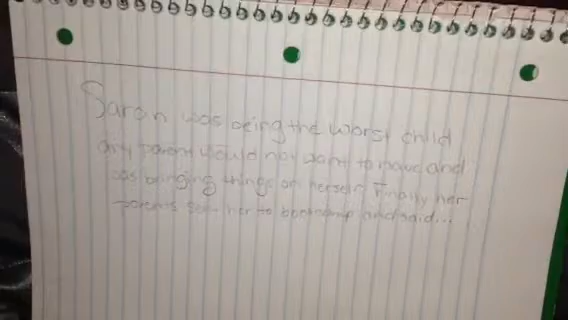 Sarah was being the worst child
any parent would not want to have and
was bringing things on herself. Finally her
parents sent her to bootcamp and said...